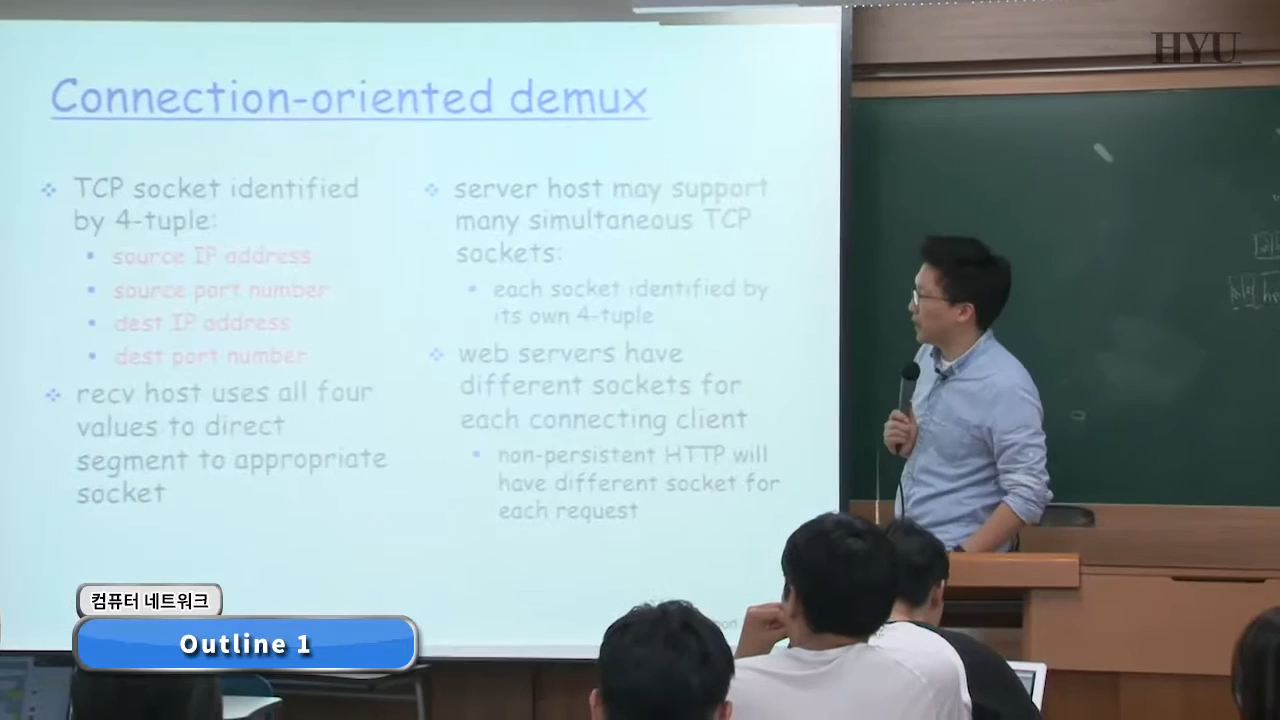 HYU
Connection-oriented demux
TCP socket identified
by 4-tuple:
source IP address
source port number
dest IP address
dest port number
recv host uses all four
values to direct
segment to appropriate
socket
server host may support
many simultaneous TCP
sockets:
each socket identified by
its own 4-tuple
web servers have
different sockets for
each connecting client
non-persistent HTTP will
have different socket for
each request
컴퓨터 네트워크
Outline 1